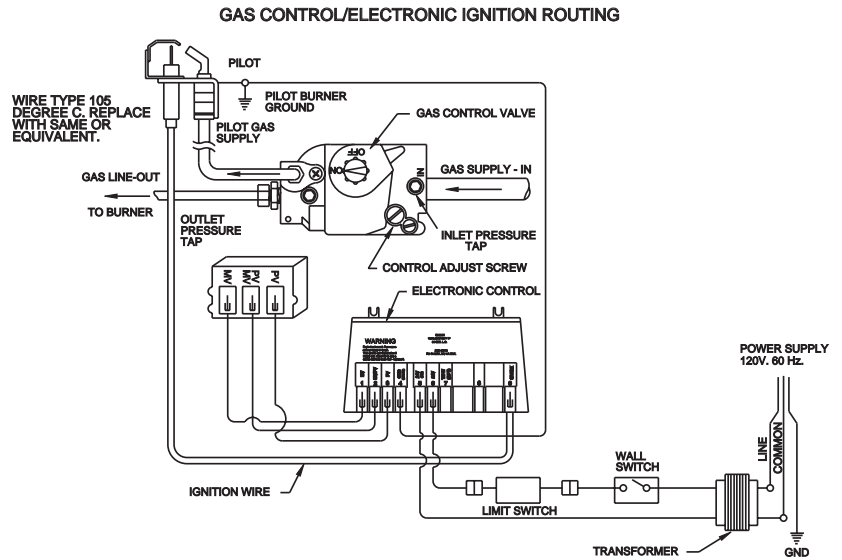 GAS CONTROL/ELECTRONIC IGNITION ROUTING
PILOT
WIRE TYPE 105
DEGREE C. REPLACE
WITH SAME OR
EQUIVALENT.
PILOT BURNER
GROUND
GAS CONTROL VALVE
PILOT GAS
SUPPLY
OFF
ON
IN
GAS SUPPLY - IN
GAS LINE-OUT
TO BURNER
OUTLET
PRESSURE
TAP
INLET PRESSURE
TAP
CONTROL ADJUST SCREW
MV
MV
PV
PV
ELECTRONIC CONTROL
WARNING
POWER SUPPLY
120V. 60 Hz.
LINE
COMMON
WALL
SWITCH
IGNITION WIRE
LIMIT SWITCH
TRANSFORMER
GND